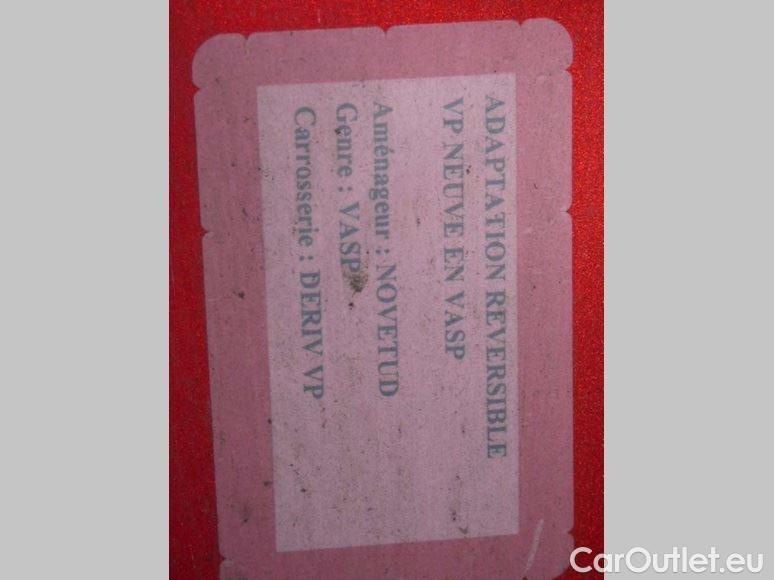 ADAPTATION REVERSIBLE
VP NEUVE EN VASP
Aménageur : NOVETUD
Genre : VASP
Carrosserie : DERIV VP
CarOutlet.eu